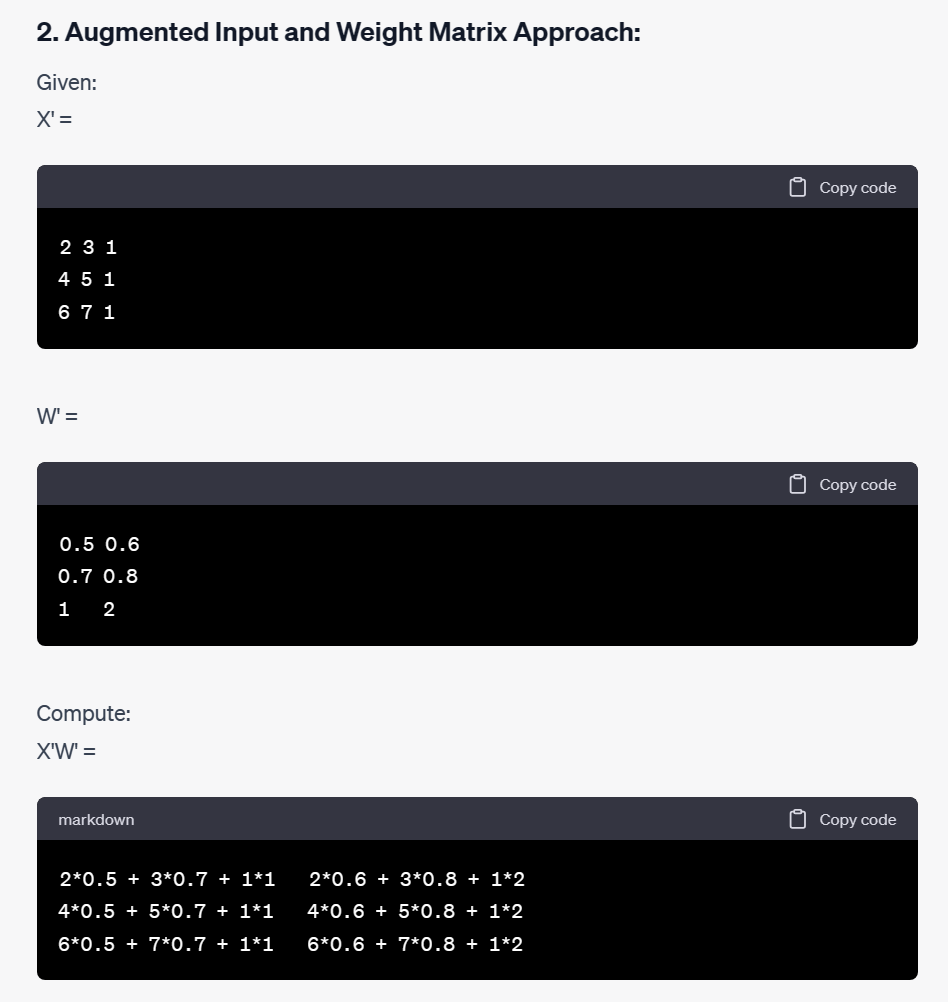 2. Augmented Input and Weight Matrix Approach:
Given:
X' =
Copy code
2 3 1
4 5 1
6 7 1
W' =
Copy code
0.5 0.6
0.7 0.8
1   2
Compute:
X'W' =
markdown Copy code
2*0.5 + 3*0.7 + 1*1   2*0.6 + 3*0.8 + 1*2
4*0.5 + 5*0.7 + 1*1   4*0.6 + 5*0.8 + 1*2
6*0.5 + 7*0.7 + 1*1   6*0.6 + 7*0.8 + 1*2